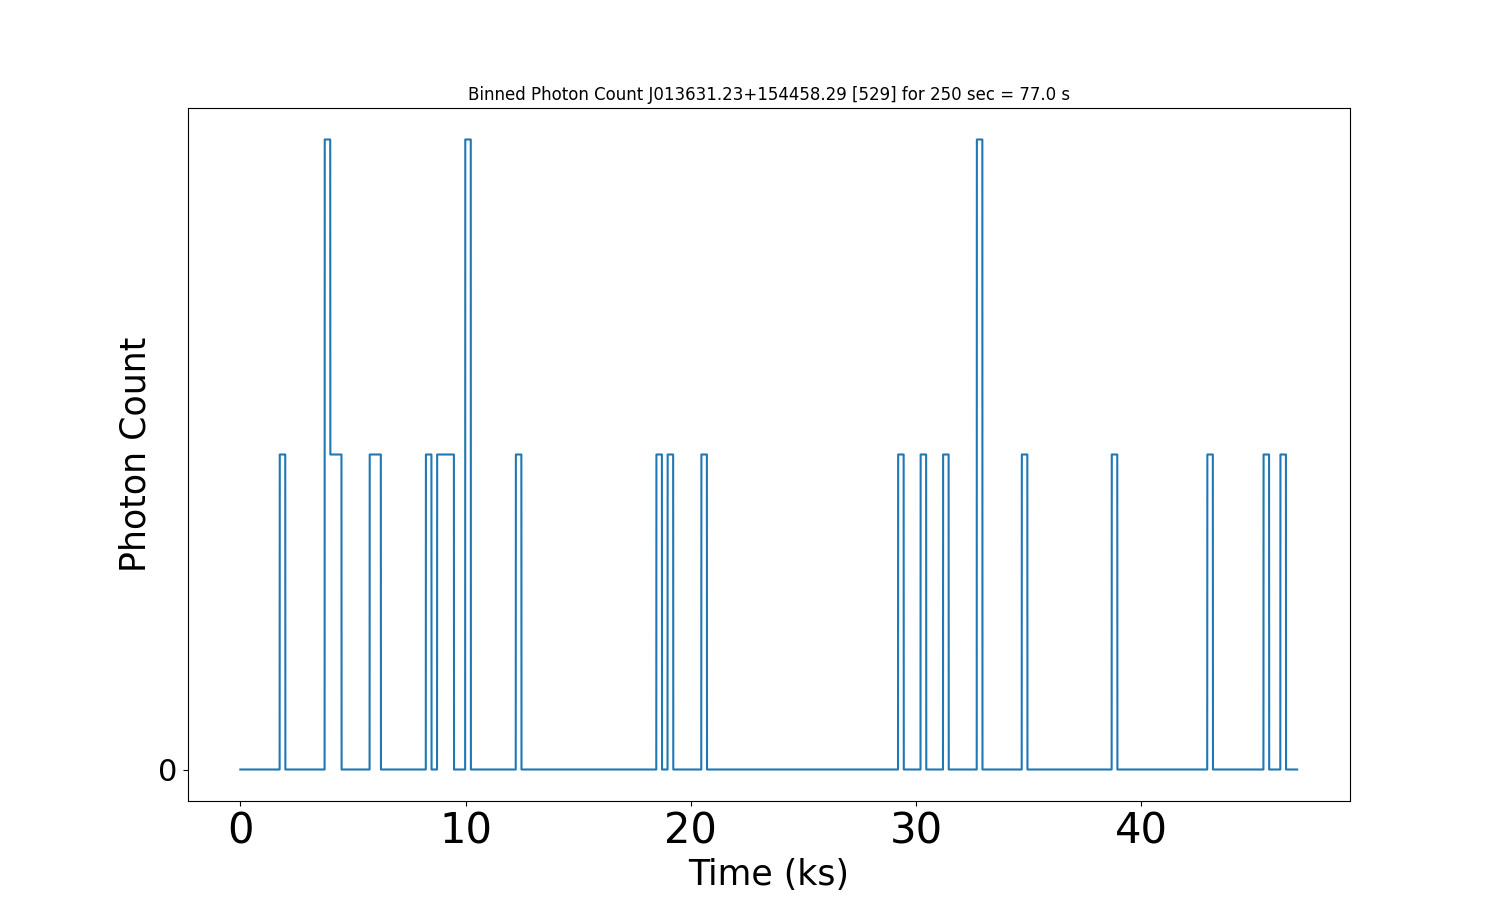 Binned Photon Count J013631.23+154458.29 [529] for 250 sec = 77.0 s
Photon Count
0
0 10 20 30 40
Time (ks)